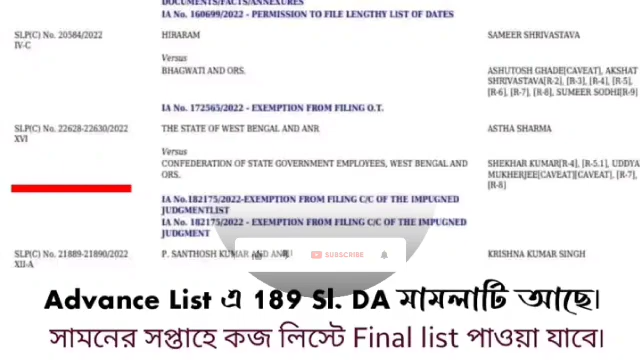 DOCUMENTS/FACTS/ANNEXURES
IA No. 160699/2022 - PERMISSION TO FILE LENGTHY LIST OF DATES
SLP(C) No. 20584/2022 HIRARAM SAMEER SHRIVASTAVA
IV-C
Versus
BHAGWATI AND ORS. ASHUTOSH GHADE[CAVEAT], AKSHAT
SHRIVASTAVA[R-2], [R-3], [R-4], [R-5],
[R-6], [R-7], [R-8], SUMEER SODHI[R-9]
IA No. 172565/2022 - EXEMPTION FROM FILING O.T.
SLP(C) No. 22628-22630/2022 THE STATE OF WEST BENGAL AND ANR ASTHA SHARMA
XVI
Versus
CONFEDERATION OF STATE GOVERNMENT EMPLOYEES, WEST BENGAL AND SHEKHAR KUMAR[R-4], [R-5.1], UDDYA
ORS. MUKHERJEE[CAVEAT][CAVEAT], [R-7],
[R-8]
IA No.182175/2022-EXEMPTION FROM FILING C/C OF THE IMPUGNED
JUDGMENTLIST
IA No. 182175/2022 - EXEMPTION FROM FILING C/C OF THE IMPUGNED
JUDGMENT
SLP(C) No. 21889-21890/2022 P. SANTHOSH KUMAR AND ANR KRISHNA KUMAR SINGH
XII-A
SUBSCRIBE
Advance List এ 189 Sl. DA মামলাটি আছে।
সামনের সপ্তাহে কজ লিস্টে Final list পাওয়া যাবে।